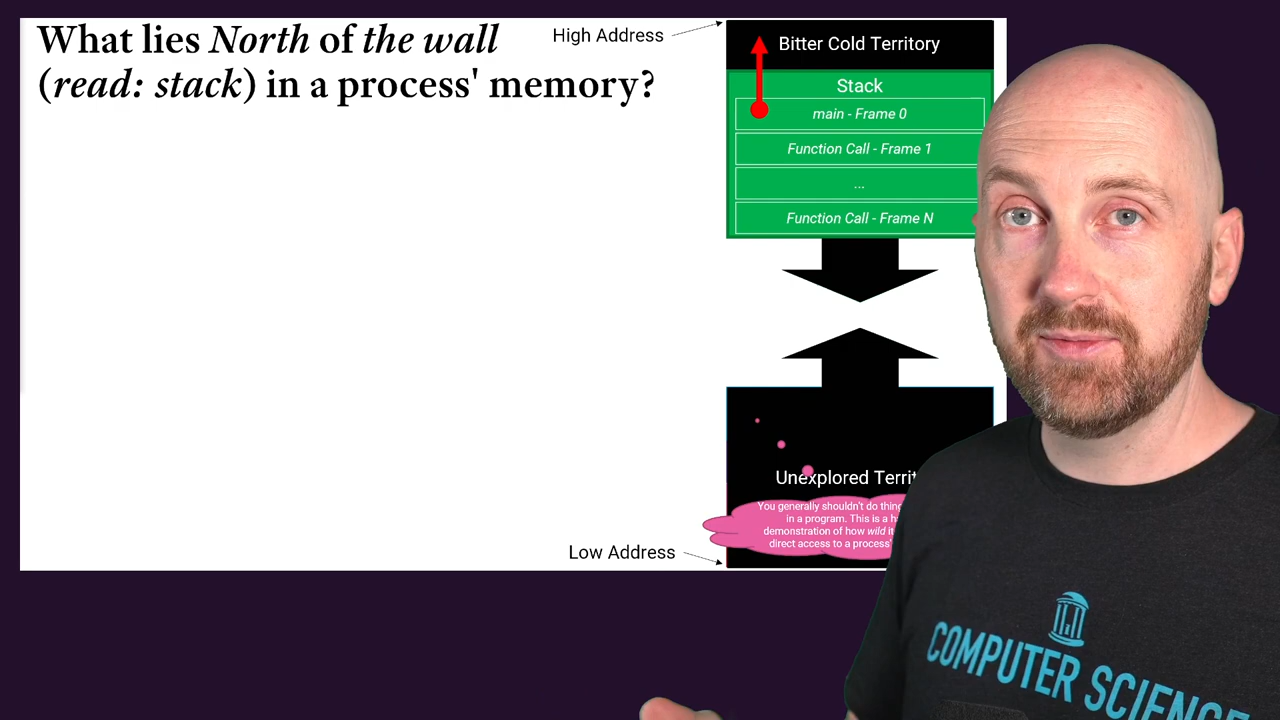 What lies North of the wall
(read: stack) in a process' memory?
High Address
Bitter Cold Territory
Stack
main - Frame 0
Function Call - Frame 1
...
Function Call - Frame N
Unexplored
You generally shouldn't do
in a program. This is a
demonstration of how wild it
direct access to a process'
Low Address
COMPUTER SCIENCE